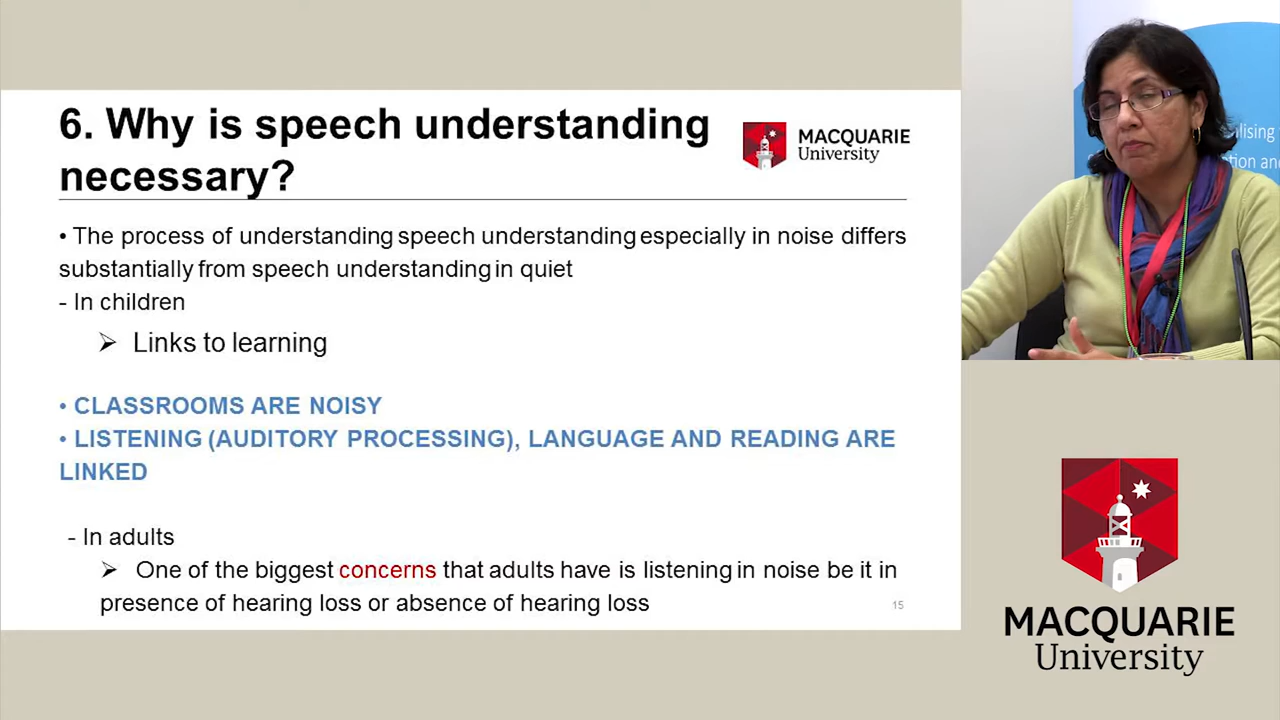 6. Why is speech understanding
necessary?
MACQUARIE
University
• The process of understanding speech understanding especially in noise differs
substantially from speech understanding in quiet
- In children
➢ Links to learning
• CLASSROOMS ARE NOISY
• LISTENING (AUDITORY PROCESSING), LANGUAGE AND READING ARE
LINKED
- In adults
➢ One of the biggest concerns that adults have is listening in noise be it in
presence of hearing loss or absence of hearing loss
15
MACQUARIE
University